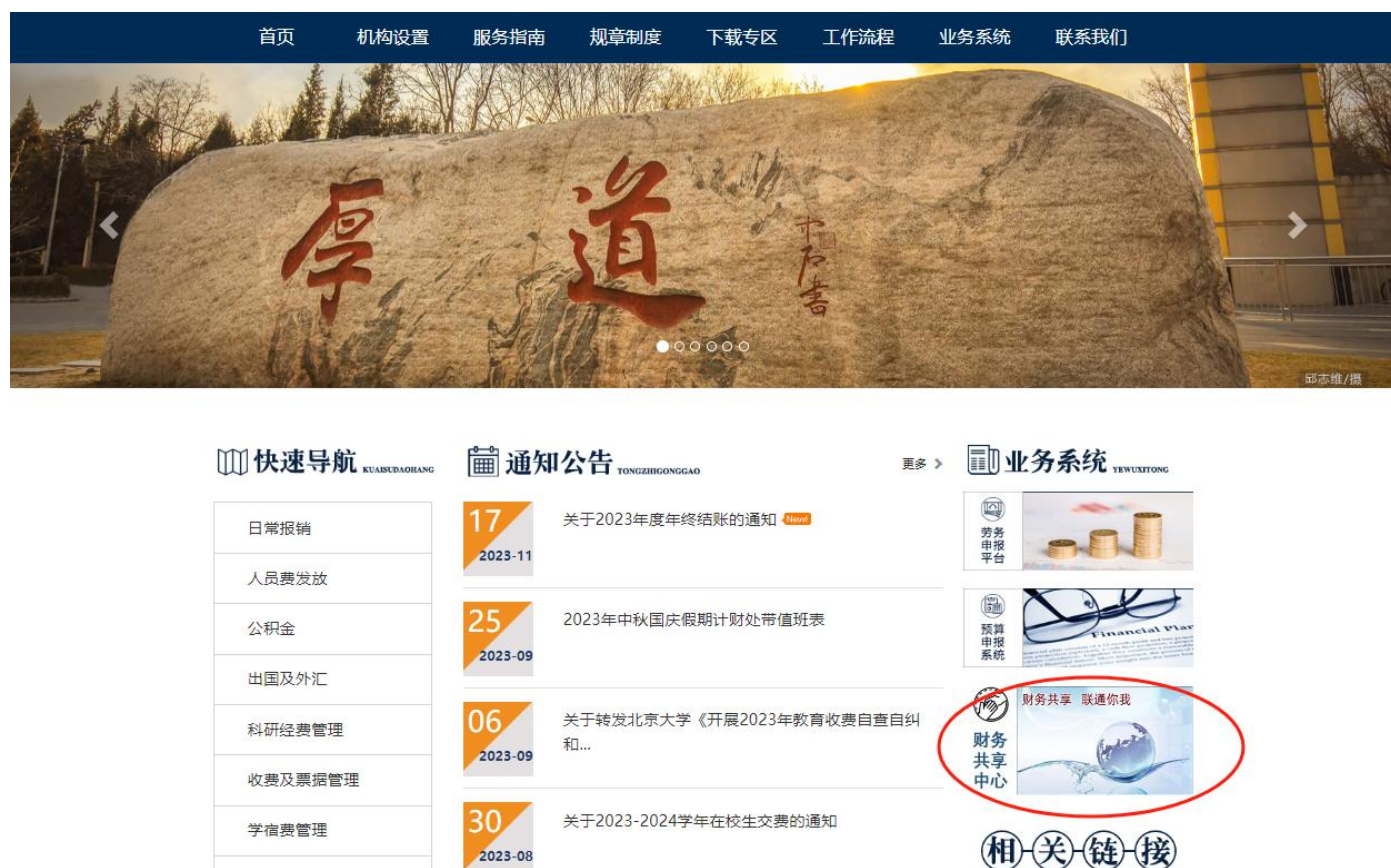 首页 机构设置 服务指南 规章制度 下载专区 工作流程 业务系统 联系我们
厚道
中石書
邱志维/摄
快速导航 KUAISUDAOHANG
日常报销
人员费发放
公积金
出国及外汇
科研经费管理
收费及票据管理
学宿费管理
通知公告 TONGZHIGONGGAO
更多
17
2023-11
关于2023年度年终结账的通知 New!
25
2023-09
2023年中秋国庆假期计财处带值班表
06
2023-09
关于转发北京大学《开展2023年教育收费自查自纠
和...
30
2023-08
关于2023-2024学年在校生交费的通知
业务系统 YEWUXITONG
劳务
申报
平台
预算
申报
系统
Financial Plan
财务共享 联通你我
财务
共享
中心
相关链接